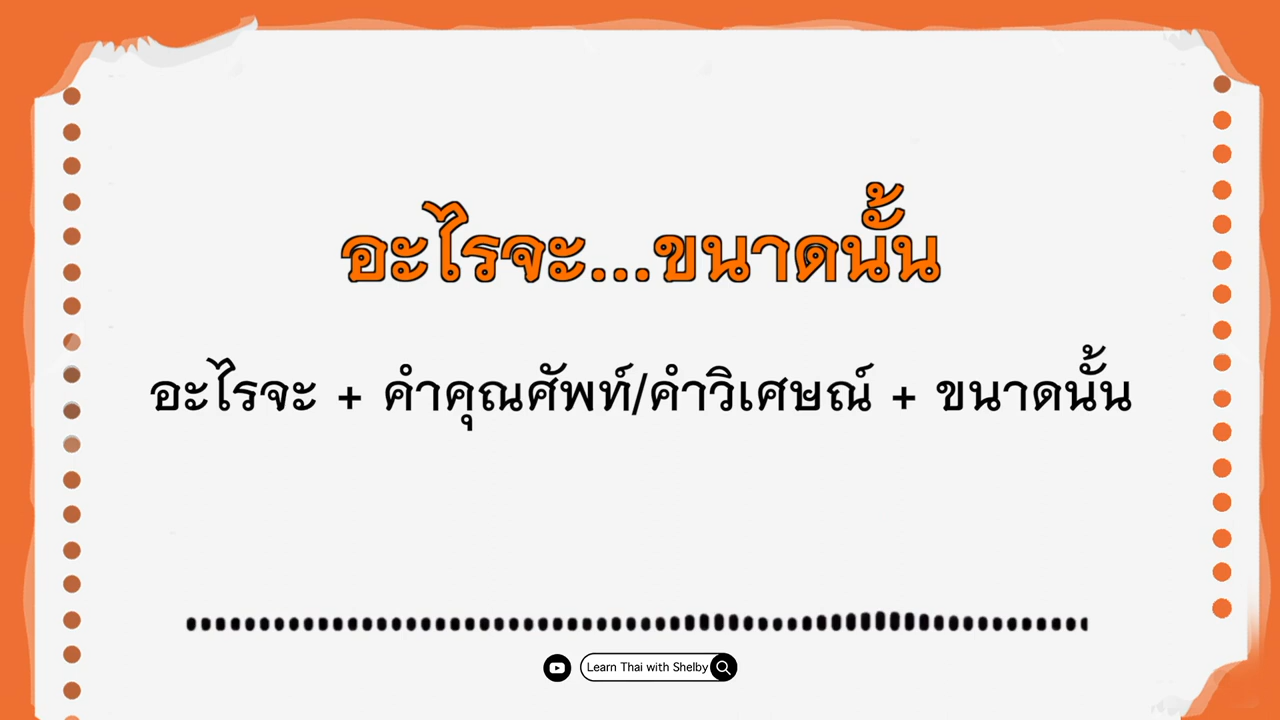 อะไรจะ...ขนาดนั้น
อะไรจะ + คำคุณศัพท์/คำวิเศษณ์ + ขนาดนั้น
Learn Thai with Shelby